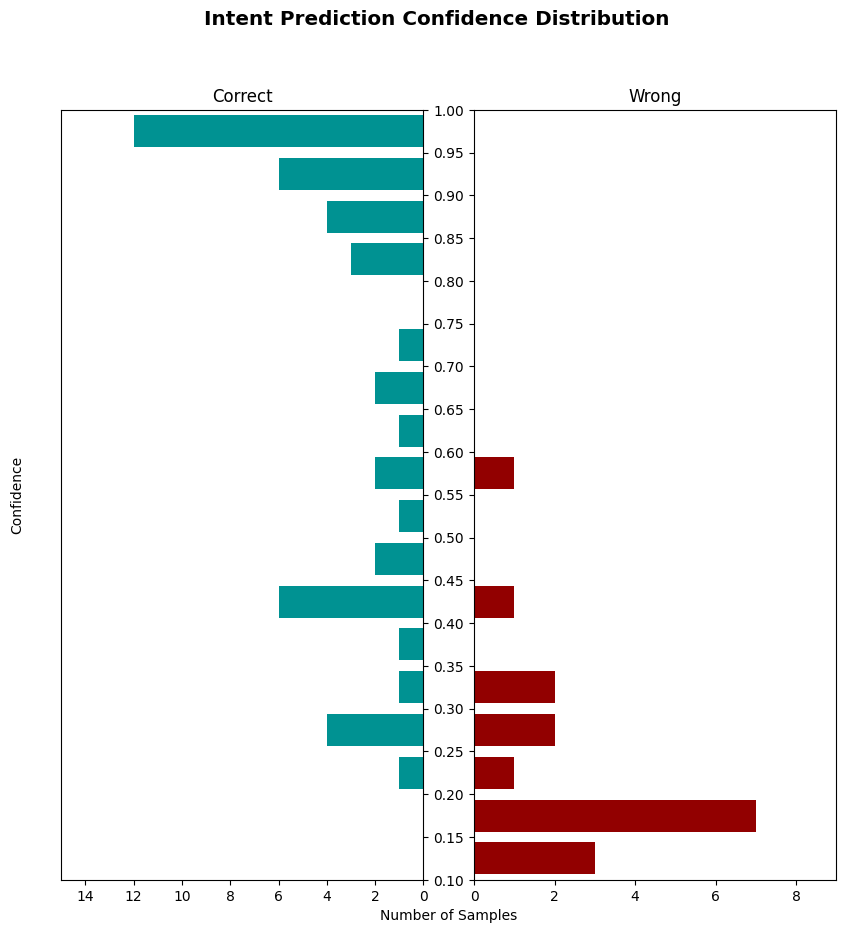 Intent Prediction Confidence Distribution
Correct
Wrong
1.00
0.95
0.90
0.85
0.80
0.75
0.70
0.65
0.60
0.55
0.50
0.45
0.40
0.35
0.30
0.25
0.20
0.15
0.10
Confidence
14 12 10 8 6 4 2 0
0 2 4 6 8
Number of Samples